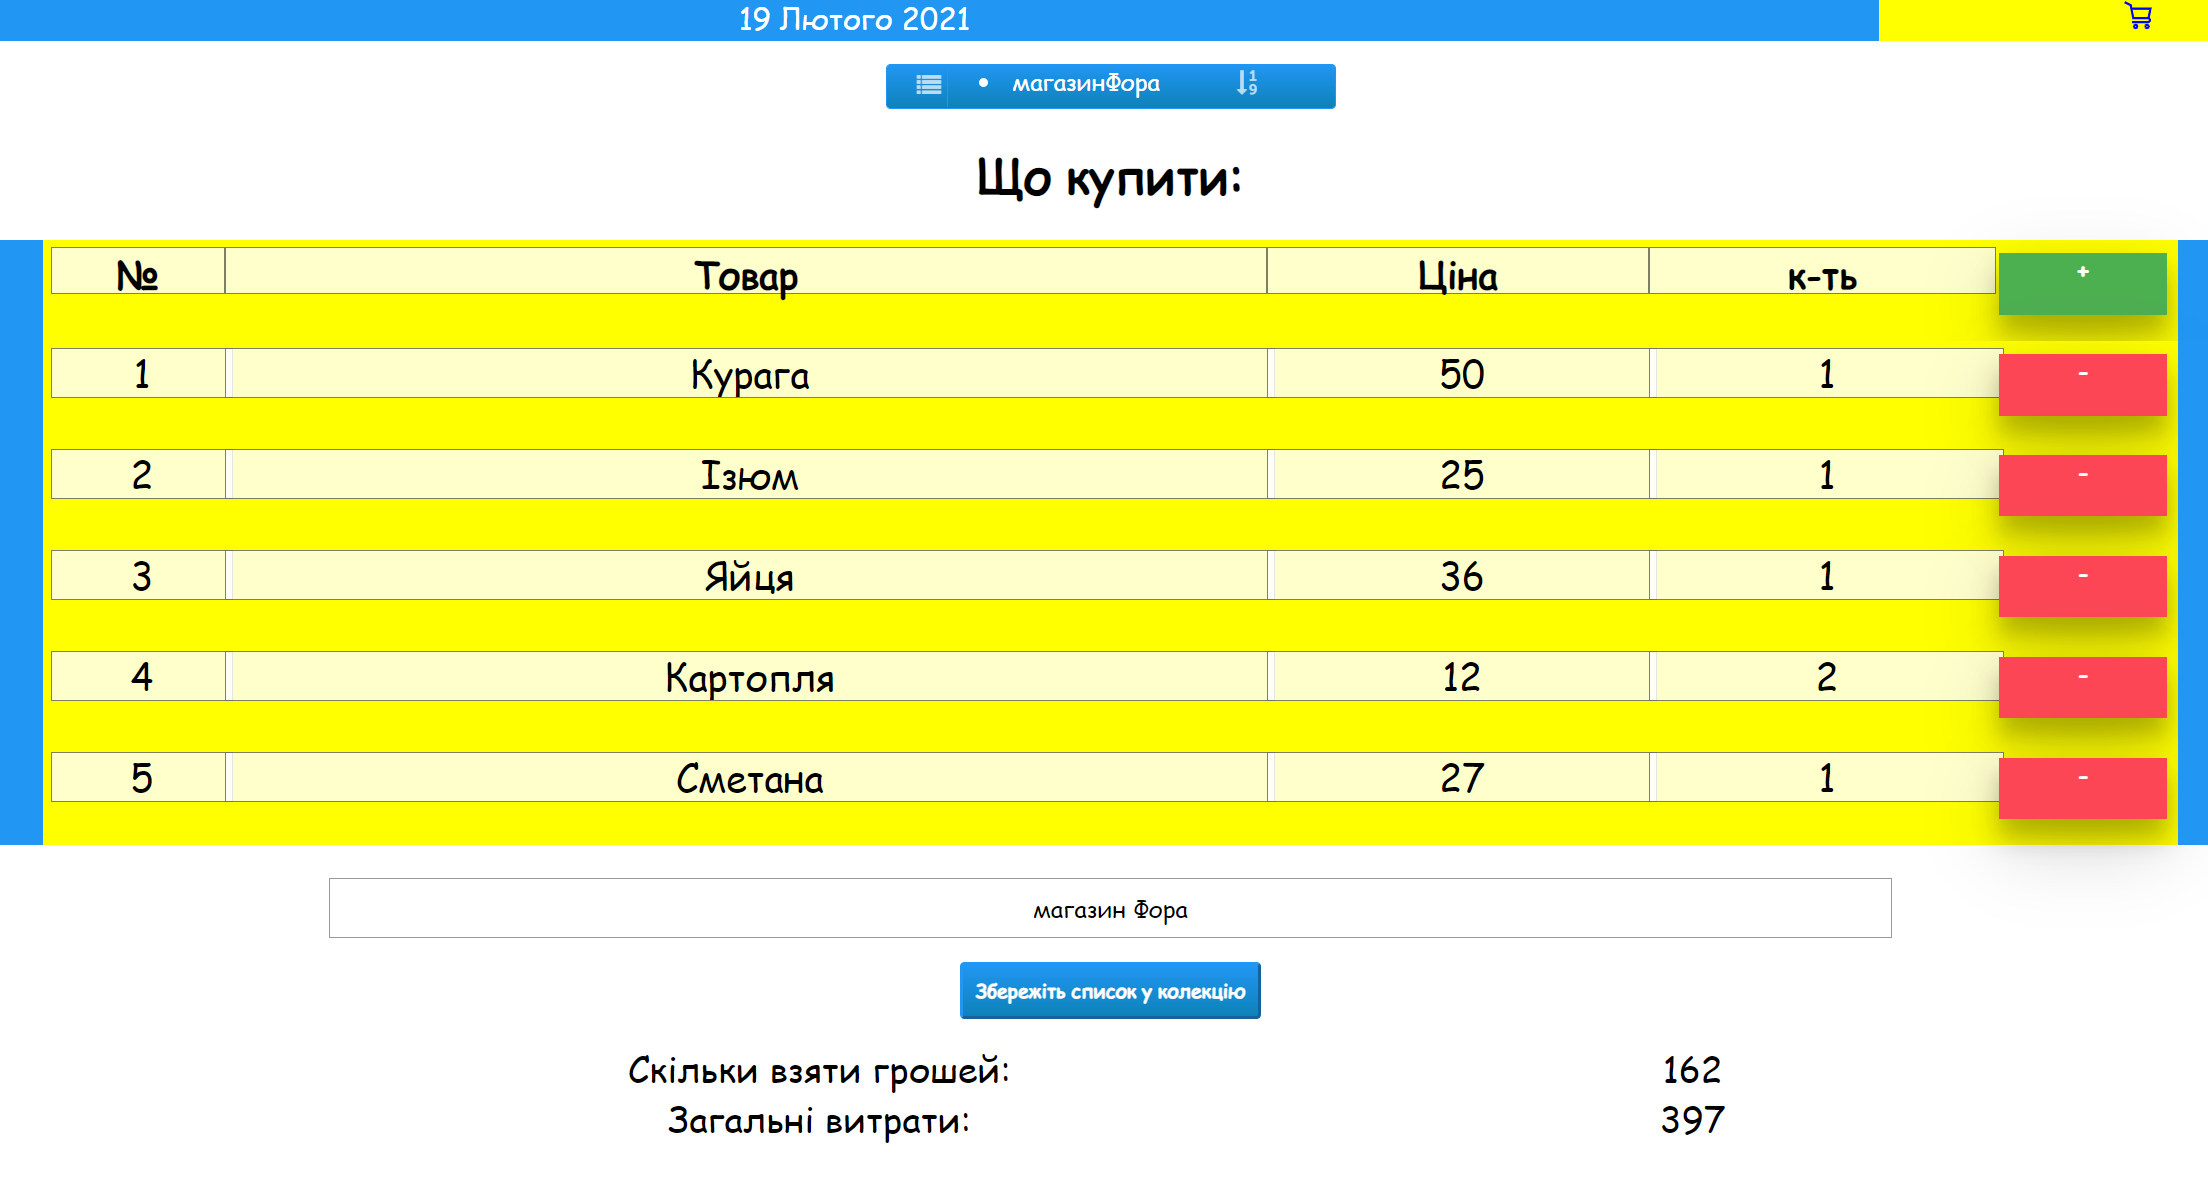 19 Лютого 2021
магазинФора
Що купити:
№ Товар Ціна к-ть +
1 Курага 50 1 -
2 Ізюм 25 1 -
3 Яйця 36 1 -
4 Картопля 12 2 -
5 Сметана 27 1 -
магазин Фора
Збережіть список у колекцію
Скільки взяти грошей: 162
Загальні витрати: 397